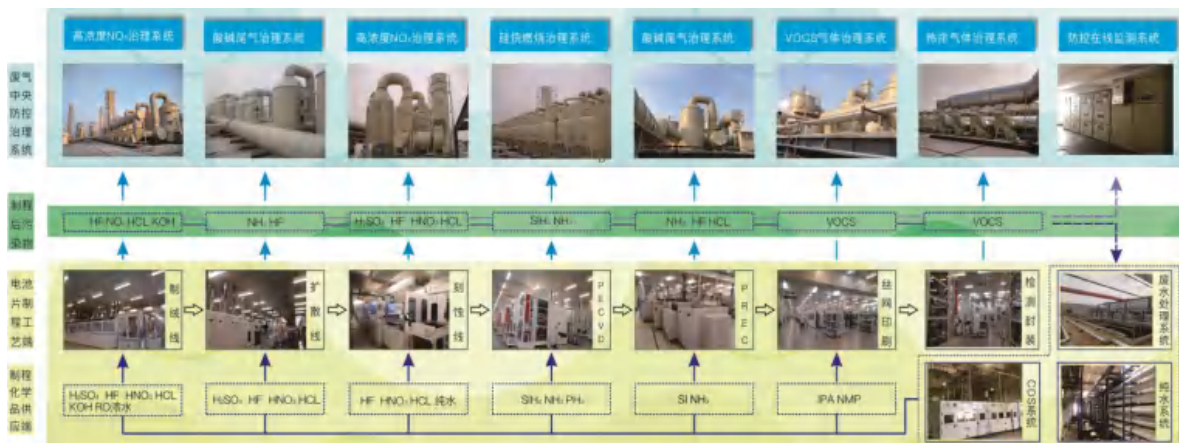 高浓度NOₓ治理系统
酸碱尾气治理系统
高浓度NOₓ治理系统
硅烷燃烧治理系统
酸碱尾气治理系统
VOCS气体治理系统
热排气体治理系统
防控在线监测系统
废气中央防控治理系统
制程后污染物
HF NOₓ HCL KOH
NH₃ HF
H₂SO₄ HF HNO₃ HCL
SiH₄ NH₃
NH₃ HF HCL
VOCS
VOCS
电池片制程工艺端
制绒线
扩散线
刻蚀线
PECVD
PREC
丝网印刷
检测封装
废水处理系统
制程化学品供应端
H₂SO₄ HF HNO₃ HCL
KOH RO浓水
H₂SO₄ HF HNO₃ HCL
HF HNO₃ HCL 纯水
SiH₄ NH₃ PH₃
SI NH₃
IPA NMP
CDS系统
纯水系统